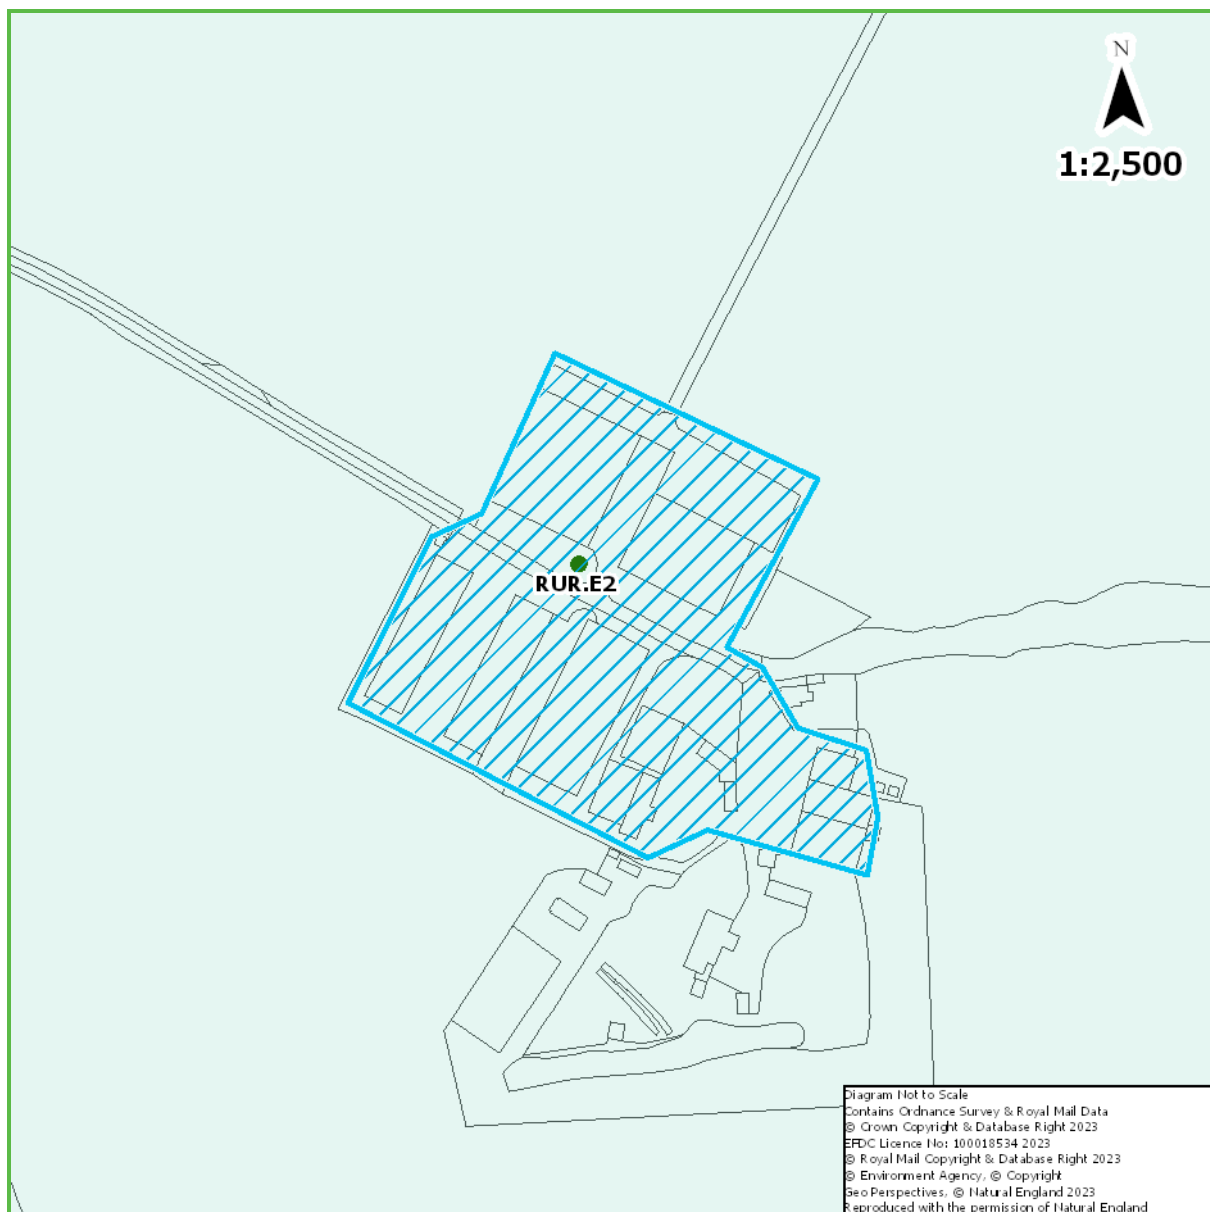 N
1:2,500
RUR.E2
Diagram Not to Scale
Contains Ordnance Survey & Royal Mail Data
© Crown Copyright & Database Right 2023
EFDC Licence No: 100018534 2023
© Royal Mail Copyright & Database Right 2023
© Environment Agency, © Copyright
Geo Perspectives, © Natural England 2023
Reproduced with the permission of Natural England